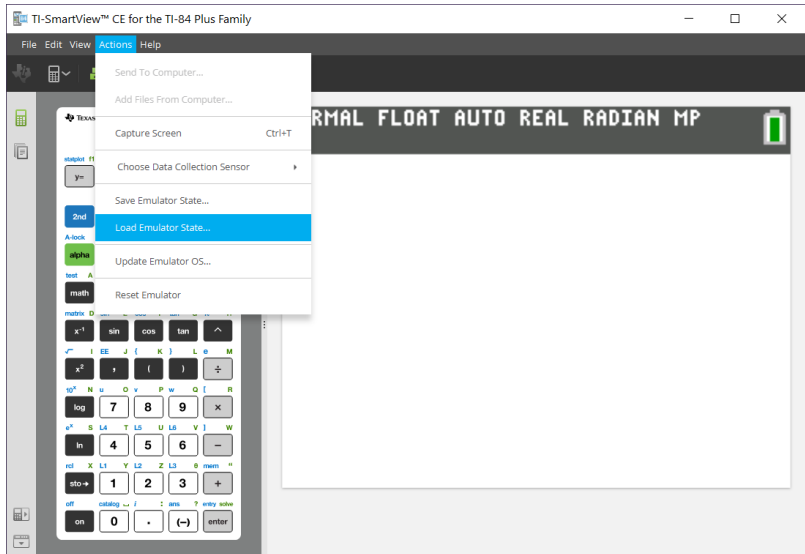 TI-SmartView™ CE for the TI-84 Plus Family
File Edit View Actions Help
Send To Computer...
Add Files From Computer...
Capture Screen Ctrl+T
Choose Data Collection Sensor
Save Emulator State...
Load Emulator State...
Update Emulator OS...
Reset Emulator
RMAL FLOAT AUTO REAL RADIAN MP
TEXAS
statplot f1
y=
2nd
A-lock
alpha
test A
math
matrix D
x⁻¹ sin cos tan ^
√ I EE J { K } L e M
x² , ( ) ÷
10ˣ N u O v P w Q [ R
log 7 8 9 ×
eˣ S L4 T L5 U L6 V ] W
ln 4 5 6 −
rcl X L1 Y L2 Z L3 θ mem "
sto→ 1 2 3 +
off catalog ⎵ i : ans ? entry solve
on 0 . (−) enter